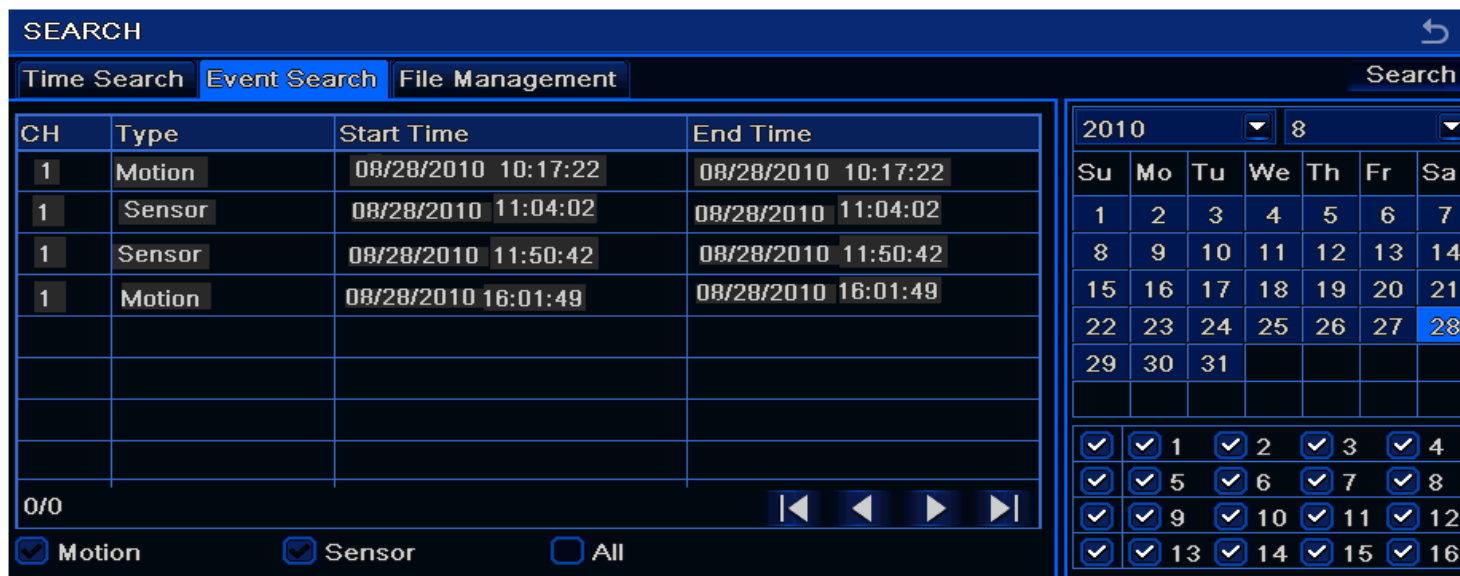 SEARCH
Time Search Event Search File Management Search
CH Type Start Time End Time
1 Motion 08/28/2010 10:17:22 08/28/2010 10:17:22
1 Sensor 08/28/2010 11:04:02 08/28/2010 11:04:02
1 Sensor 08/28/2010 11:50:42 08/28/2010 11:50:42
1 Motion 08/28/2010 16:01:49 08/28/2010 16:01:49
0/0
Motion Sensor All
2010 8
Su Mo Tu We Th Fr Sa
1 2 3 4 5 6 7
8 9 10 11 12 13 14
15 16 17 18 19 20 21
22 23 24 25 26 27 28
29 30 31
1 2 3 4
5 6 7 8
9 10 11 12
13 14 15 16